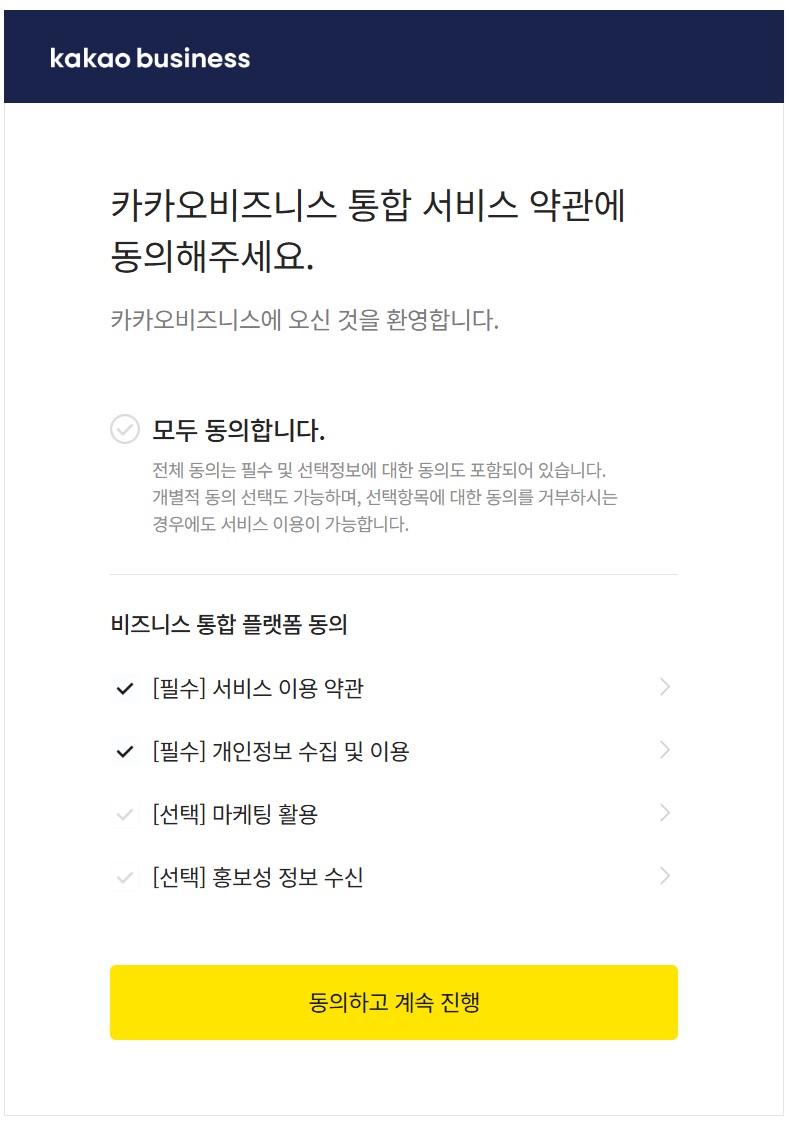 kakao business
카카오비즈니스 통합 서비스 약관에
동의해주세요.
카카오비즈니스에 오신 것을 환영합니다.
모두 동의합니다.
전체 동의는 필수 및 선택정보에 대한 동의도 포함되어 있습니다.
개별적 동의 선택도 가능하며, 선택항목에 대한 동의를 거부하시는
경우에도 서비스 이용이 가능합니다.
비즈니스 통합 플랫폼 동의
[필수] 서비스 이용 약관
[필수] 개인정보 수집 및 이용
[선택] 마케팅 활용
[선택] 홍보성 정보 수신
동의하고 계속 진행